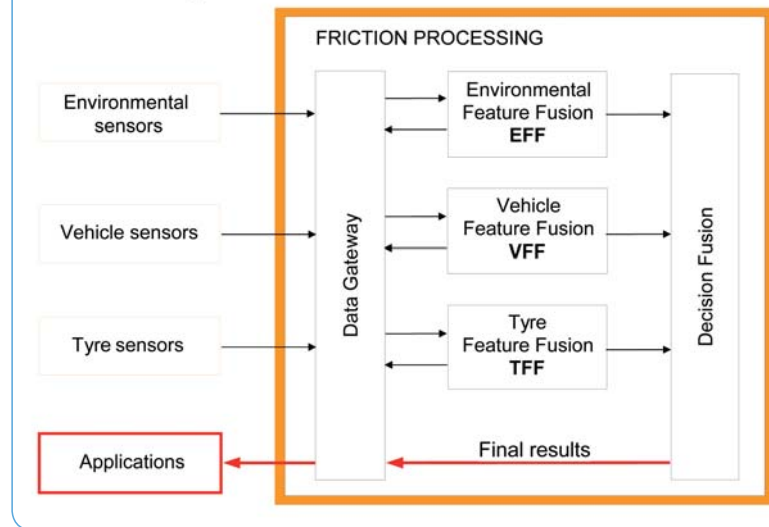 FRICTION PROCESSING
Environmental
sensors
Vehicle sensors
Tyre sensors
Applications
Data Gateway
Environmental
Feature Fusion
EFF
Vehicle
Feature Fusion
VFF
Tyre
Feature Fusion
TFF
Final results
Decision Fusion